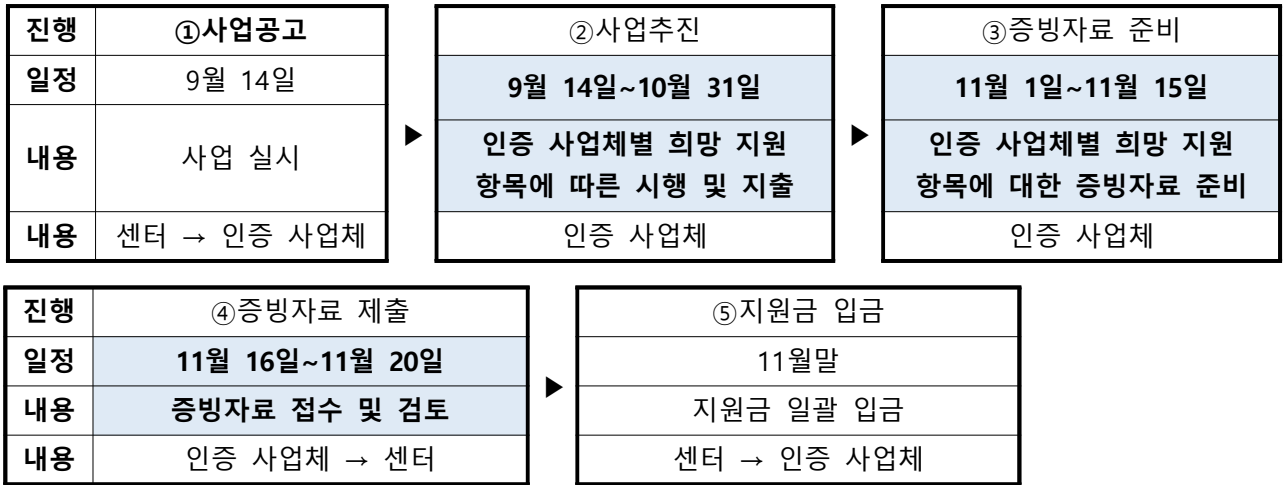 진행 ①사업공고 ②사업추진 ③증빙자료 준비
일정 9월 14일 9월 14일~10월 31일 11월 1일~11월 15일
내용 사업 실시 ▶ 인증 사업체별 희망 지원 ▶ 인증 사업체별 희망 지원
항목에 따른 시행 및 지출 항목에 대한 증빙자료 준비
내용 센터 → 인증 사업체 인증 사업체 인증 사업체
진행 ④증빙자료 제출 ⑤지원금 입금
일정 11월 16일~11월 20일 ▶ 11월말
내용 증빙자료 접수 및 검토 지원금 일괄 입금
내용 인증 사업체 → 센터 센터 → 인증 사업체